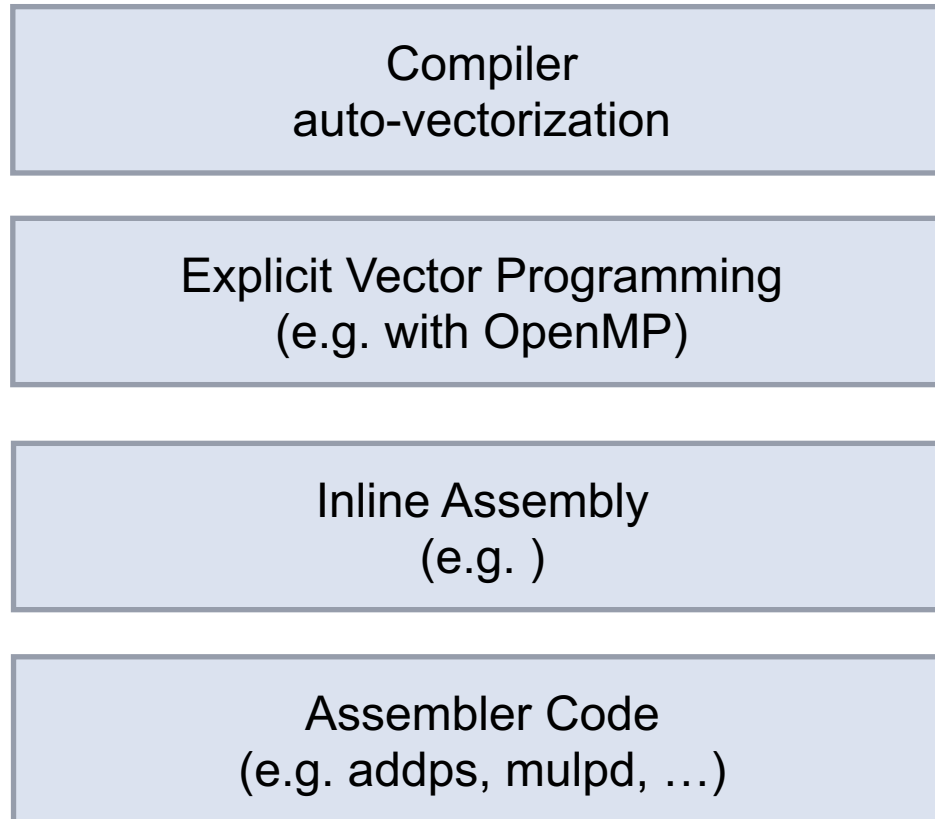 Compiler
auto-vectorization
Explicit Vector Programming
(e.g. with OpenMP)
Inline Assembly
(e.g. )
Assembler Code
(e.g. addps, mulpd, …)